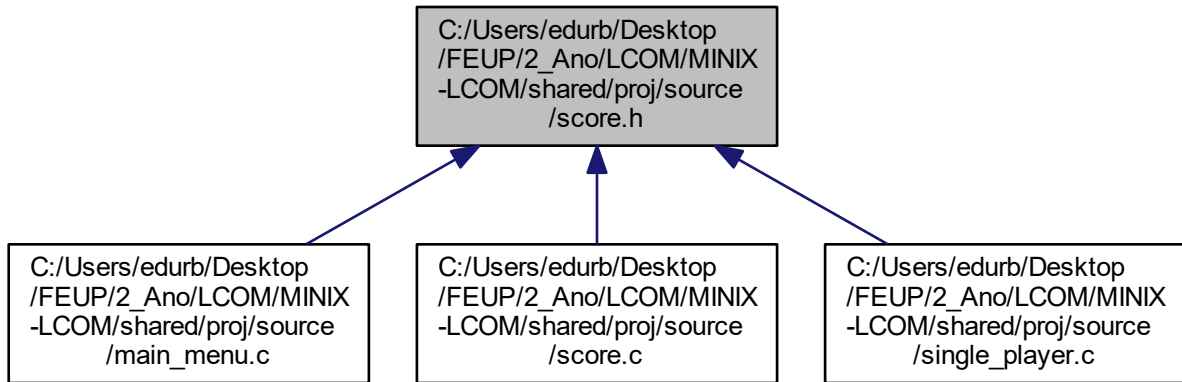 C:/Users/edurb/Desktop
/FEUP/2_Ano/LCOM/MINIX
-LCOM/shared/proj/source
/score.h
C:/Users/edurb/Desktop
/FEUP/2_Ano/LCOM/MINIX
-LCOM/shared/proj/source
/main_menu.c
C:/Users/edurb/Desktop
/FEUP/2_Ano/LCOM/MINIX
-LCOM/shared/proj/source
/score.c
C:/Users/edurb/Desktop
/FEUP/2_Ano/LCOM/MINIX
-LCOM/shared/proj/source
/single_player.c